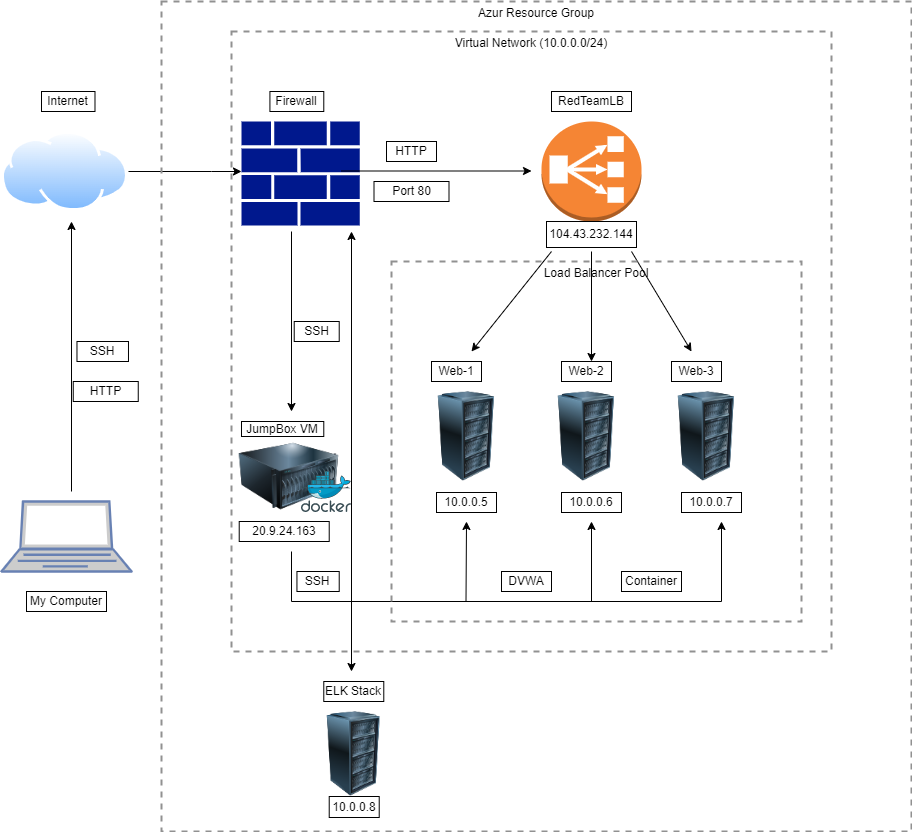 Azur Resource Group
Virtual Network (10.0.0.0/24)
Internet
Firewall
RedTeamLB
HTTP
Port 80
104.43.232.144
Load Balancer Pool
SSH
SSH
HTTP
Web-1
Web-2
Web-3
JumpBox VM
docker
10.0.0.5
10.0.0.6
10.0.0.7
20.9.24.163
SSH
DVWA
Container
My Computer
ELK Stack
10.0.0.8